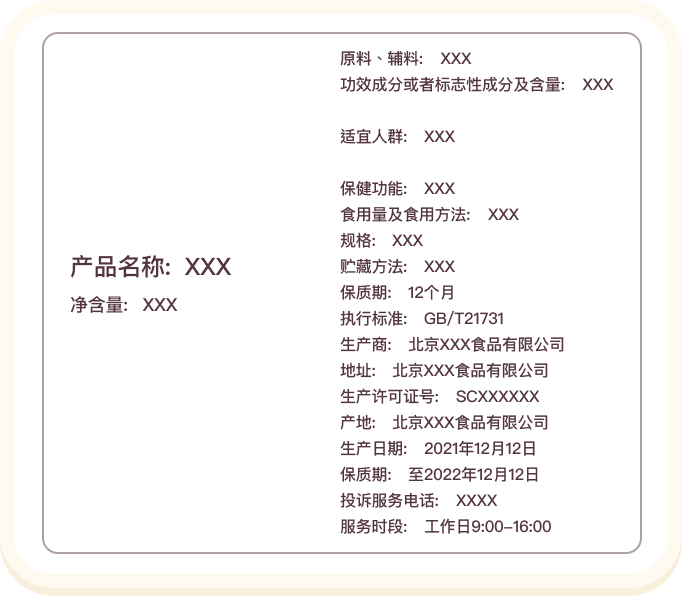 产品名称: XXX
净含量: XXX
原料、辅料: XXX
功效成分或者标志性成分及含量: XXX
适宜人群: XXX
保健功能: XXX
食用量及食用方法: XXX
规格: XXX
贮藏方法: XXX
保质期: 12个月
执行标准: GB/T21731
生产商: 北京XXX食品有限公司
地址: 北京XXX食品有限公司
生产许可证号: SCXXXXXX
产地: 北京XXX食品有限公司
生产日期: 2021年12月12日
保质期: 至2022年12月12日
投诉服务电话: XXXX
服务时段: 工作日9:00–16:00